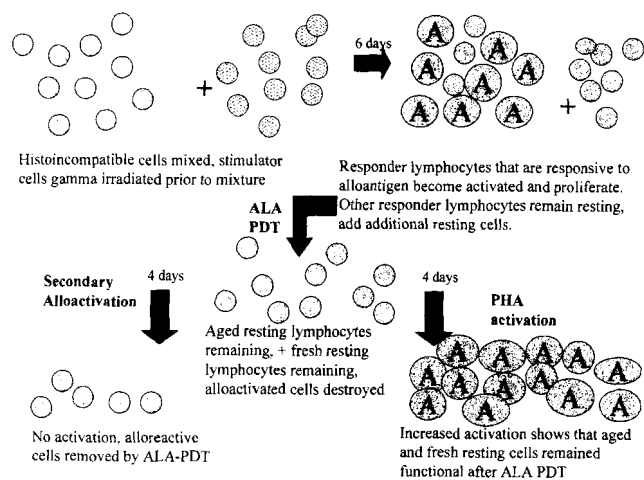 6 days
+
A A A A A A A A
+
Histoincompatible cells mixed, stimulator
cells gamma irradiated prior to mixture
Responder lymphocytes that are responsive to
alloantigen become activated and proliferate.
Other responder lymphocytes remain resting,
add additional resting cells.
ALA
PDT
Secondary
Alloactivation
4 days
Aged resting lymphocytes
remaining, + fresh resting
lymphocytes remaining,
alloactivated cells destroyed
4 days
PHA
activation
A A A A A A A A A A A A A
No activation, alloreactive
cells removed by ALA-PDT
Increased activation shows that aged
and fresh resting cells remained
functional after ALA PDT